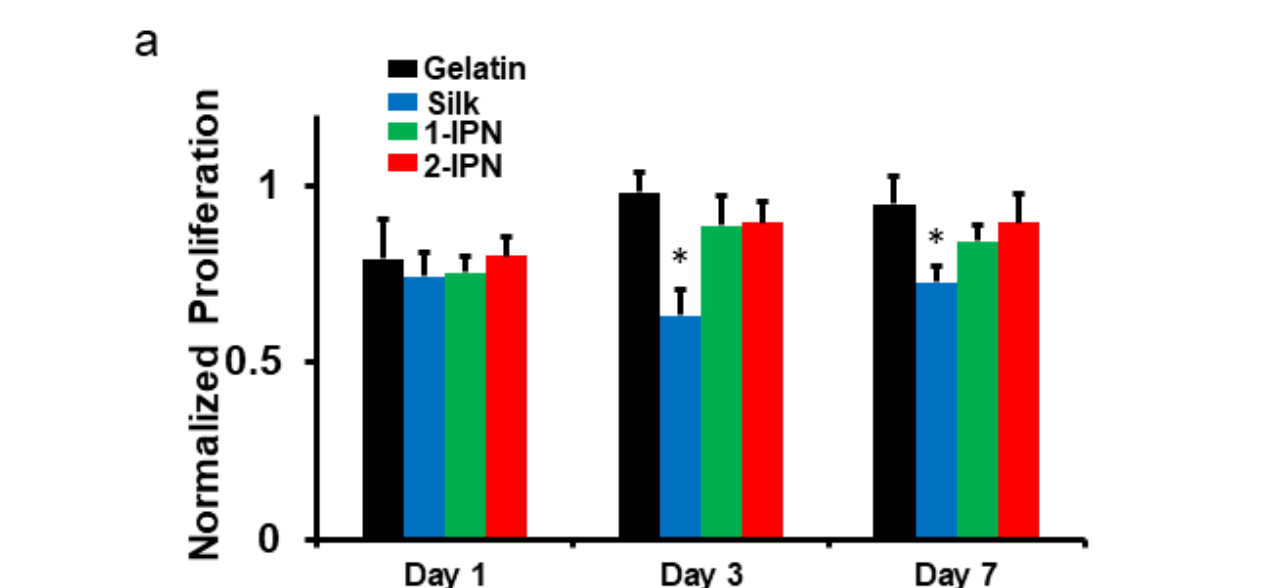 a
Gelatin
Silk
1-IPN
2-IPN
Normalized Proliferation
1
0.5
0
*
*
Day 1
Day 3
Day 7